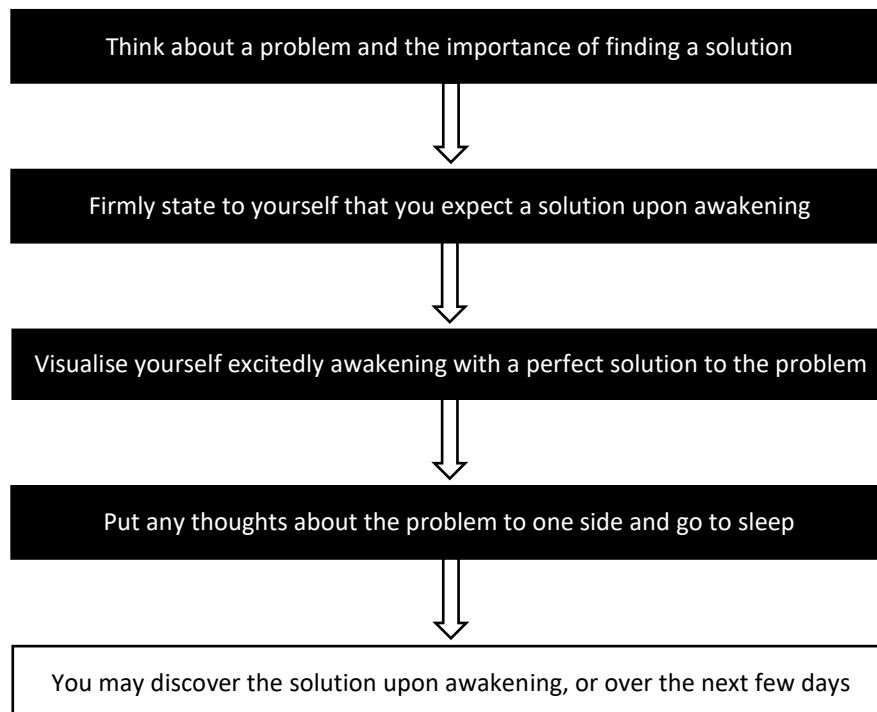 Think about a problem and the importance of finding a solution
Firmly state to yourself that you expect a solution upon awakening
Visualise yourself excitedly awakening with a perfect solution to the problem
Put any thoughts about the problem to one side and go to sleep
You may discover the solution upon awakening, or over the next few days